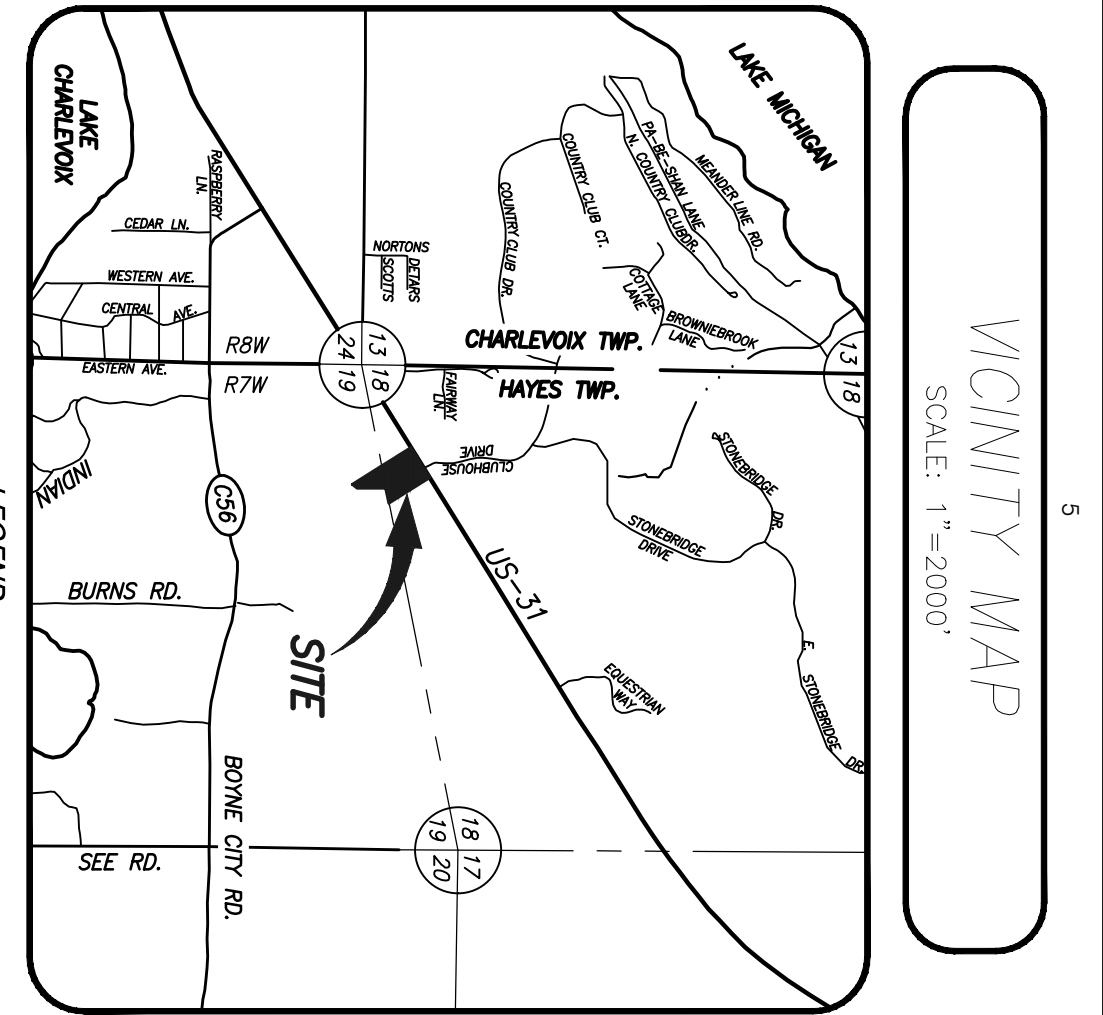 5
VICINITY MAP
SCALE: 1"=2000'
LAKE MICHIGAN
MEANDER LINE RD.
PA-BE-SHAN LANE
N. COUNTRY CLUBDR.
COUNTRY CLUB CT.
COUNTRY CLUB DR.
COTTAGE
LANE
BROWNIEBROOK
LANE
13
18
CHARLEVOIX TWP.
HAYES TWP.
NORTONS
DETARS
SCOTTS
LAKE
CHARLEVOIX
RASPBERRY
LN.
CEDAR LN.
WESTERN AVE.
CENTRAL AVE.
EASTERN AVE.
R8W
R7W
13 18
24 19
FAIRWAY
LN.
CLUBHOUSE
DRIVE
STONEBRIDGE DR.
STONEBRIDGE
DRIVE
E. STONEBRIDGE DR.
INDIAN
C56
US-31
BURNS RD.
SITE
EQUESTRIAN
WAY
BOYNE CITY RD.
SEE RD.
18 17
19 20